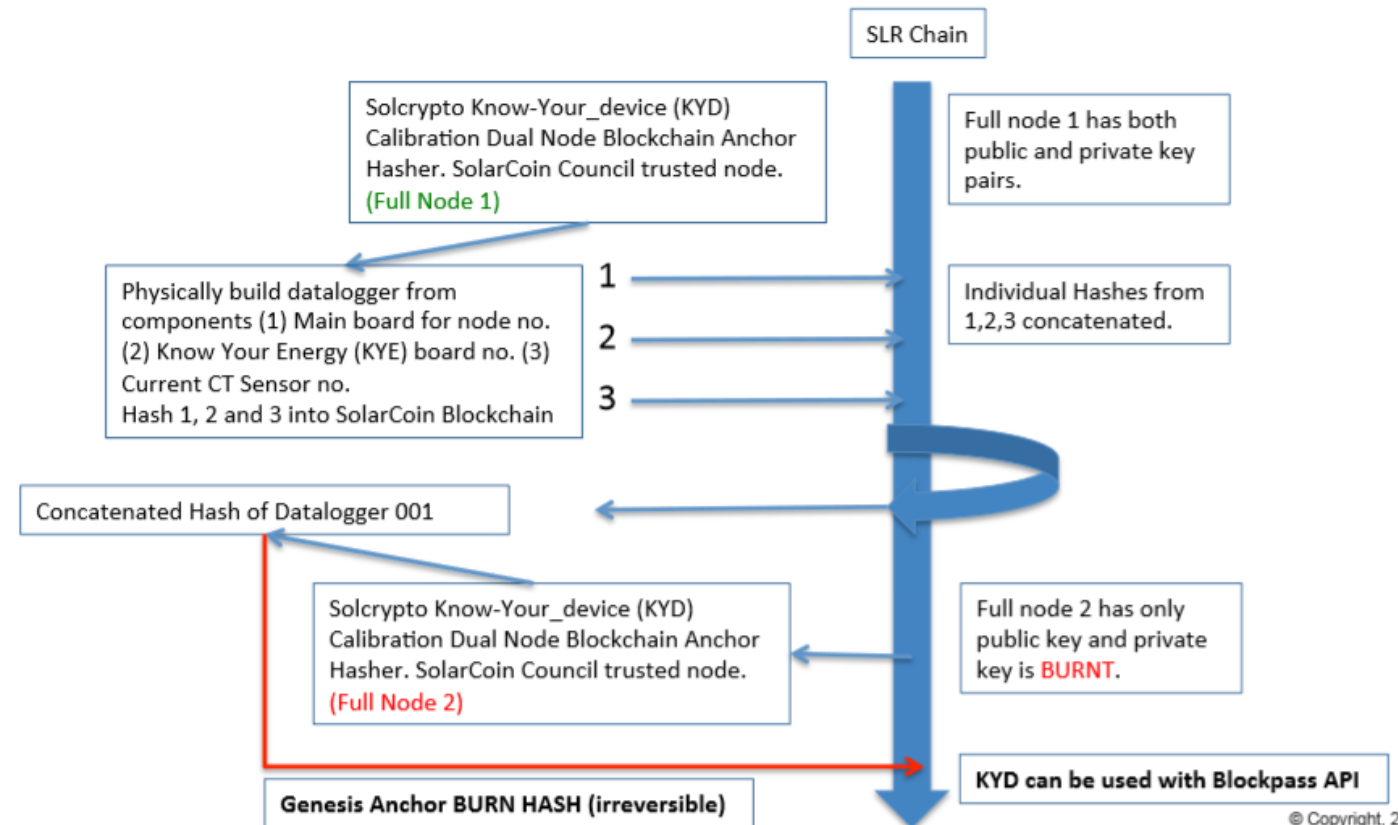 SLR Chain
Solcrypto Know-Your_device (KYD)
Calibration Dual Node Blockchain Anchor
Hasher. SolarCoin Council trusted node.
(Full Node 1)
Full node 1 has both
public and private key
pairs.
Physically build datalogger from
components (1) Main board for node no.
(2) Know Your Energy (KYE) board no. (3)
Current CT Sensor no.
Hash 1, 2 and 3 into SolarCoin Blockchain
1
2
3
Individual Hashes from
1,2,3 concatenated.
Concatenated Hash of Datalogger 001
Solcrypto Know-Your_device (KYD)
Calibration Dual Node Blockchain Anchor
Hasher. SolarCoin Council trusted node.
(Full Node 2)
Full node 2 has only
public key and private
key is BURNT.
KYD can be used with Blockpass API
Genesis Anchor BURN HASH (irreversible)
© Copyright, 2